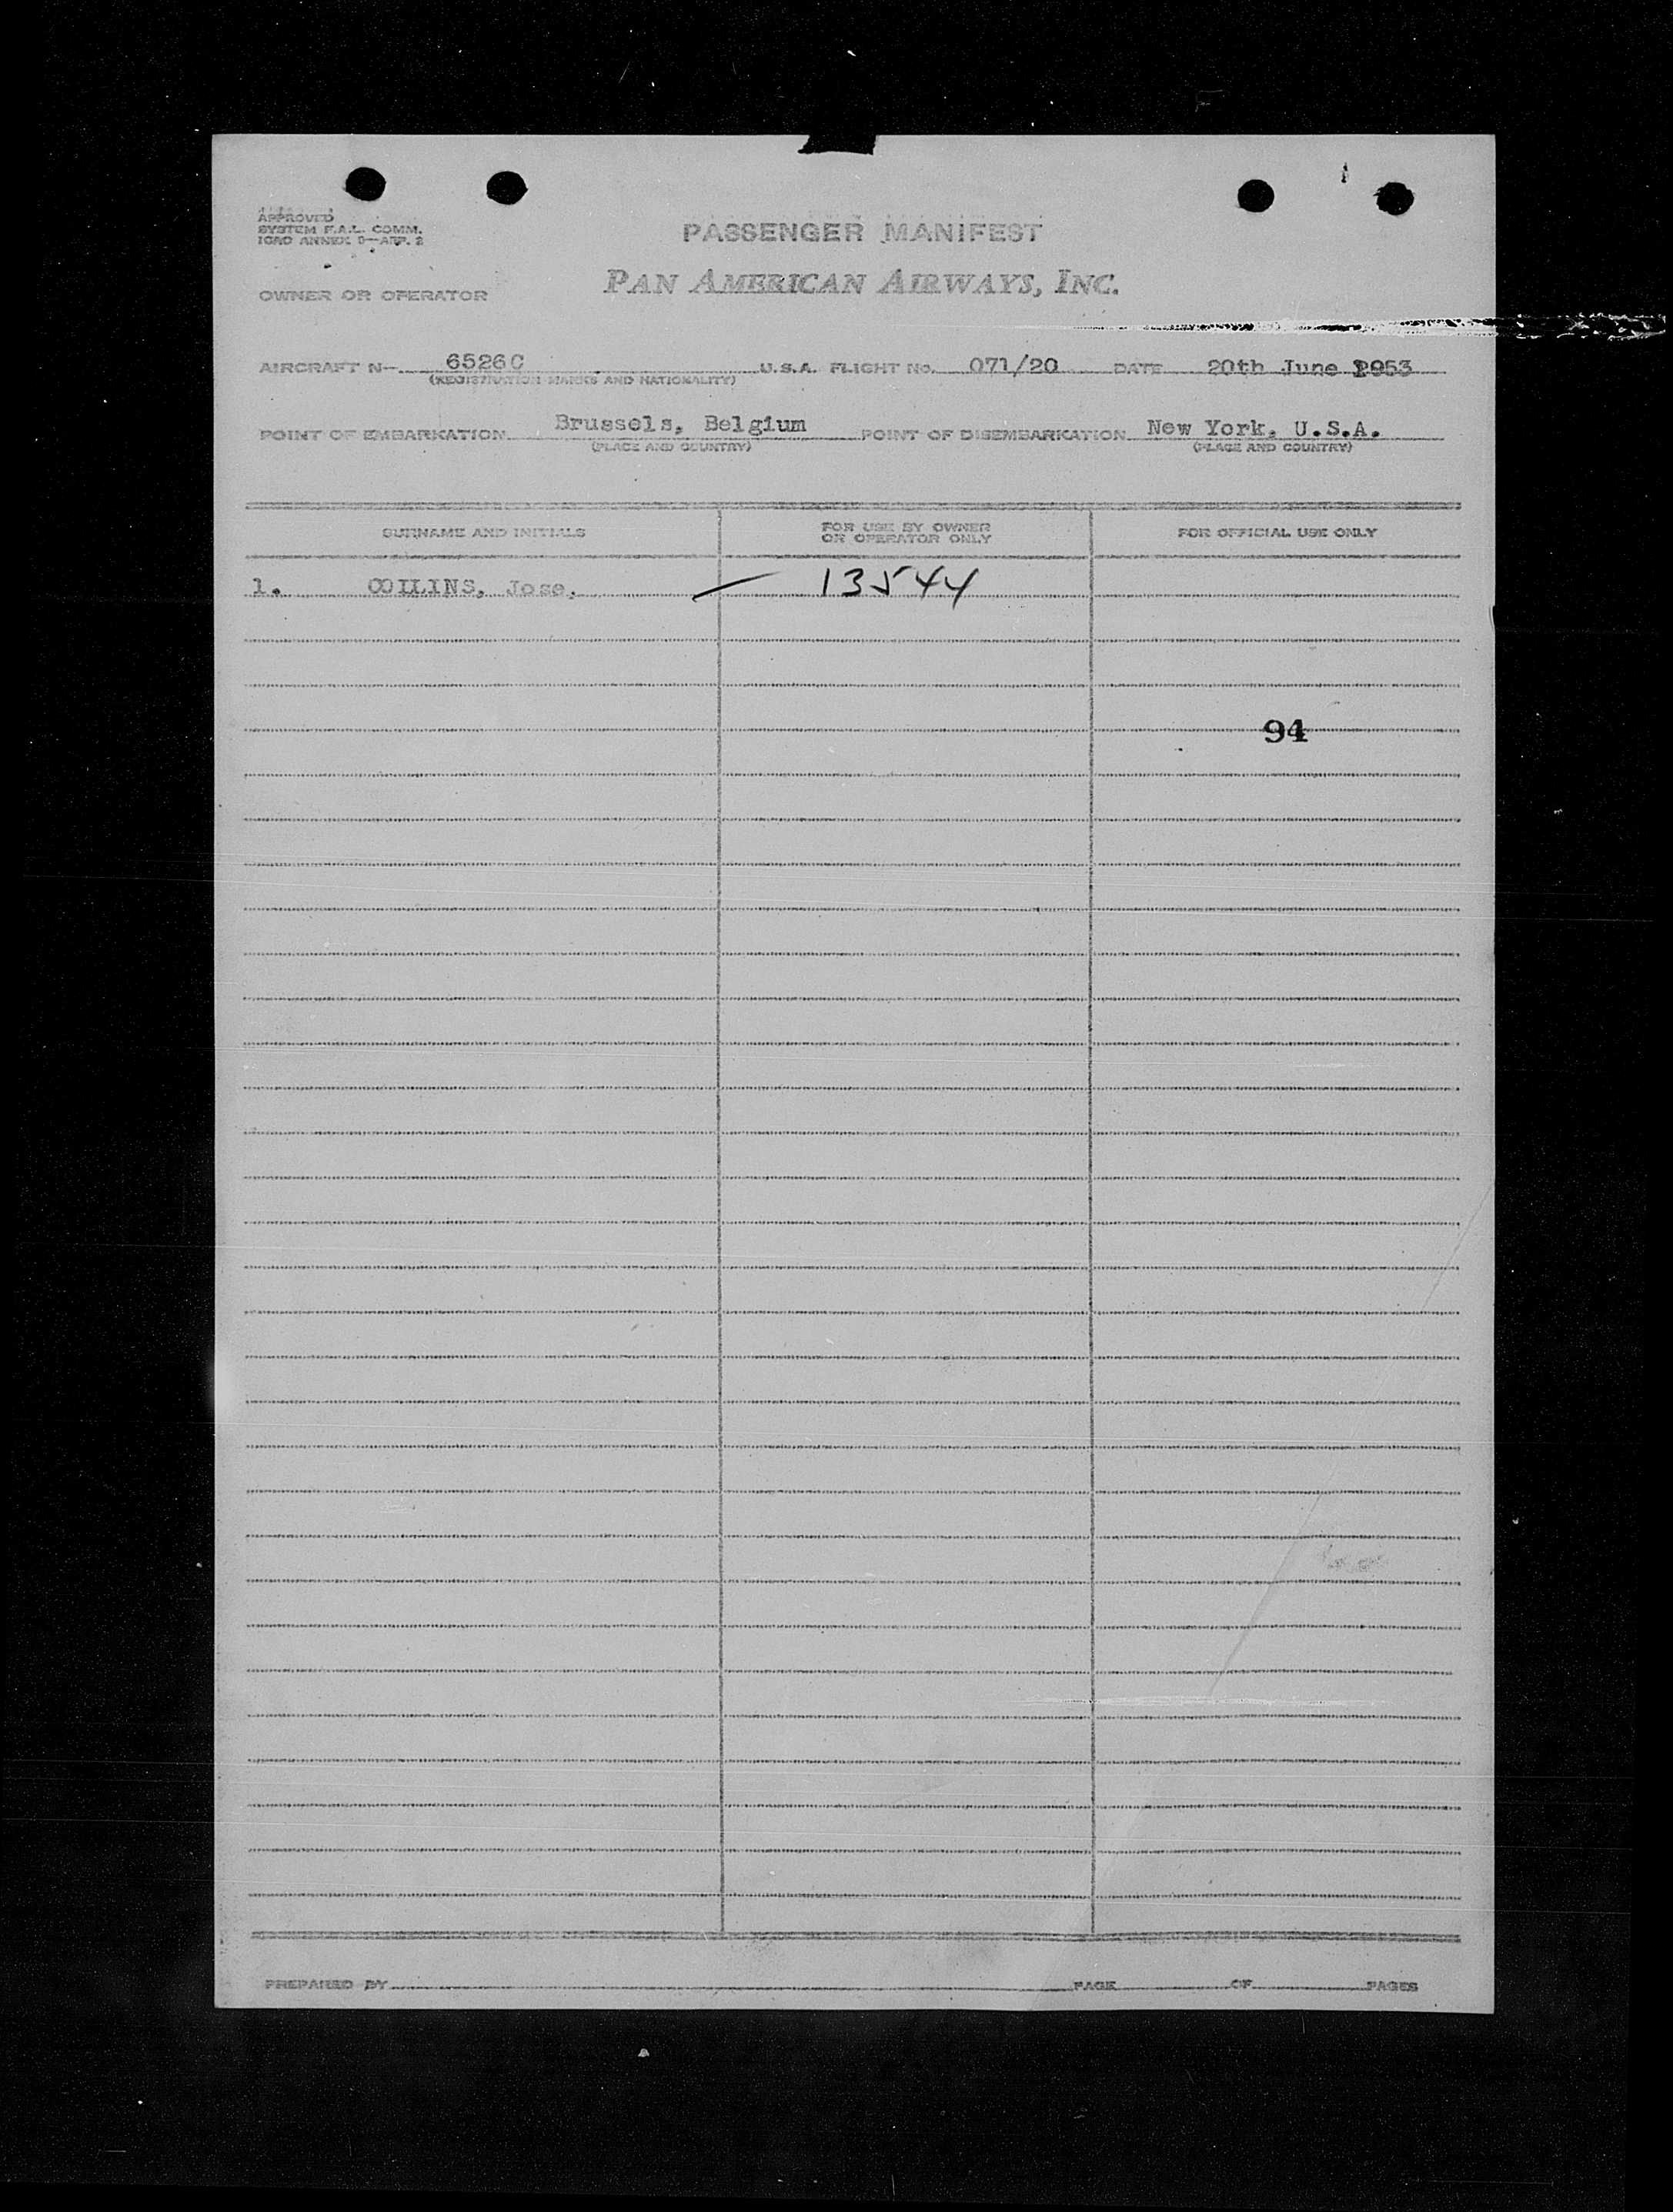 APPROVED
SYSTEM F.A.L. COMM.
ICAO ANNEX 9—APP. 2
PASSENGER MANIFEST
OWNER OR OPERATOR PAN AMERICAN AIRWAYS, INC.
AIRCRAFT N- 6526C U.S.A. FLIGHT NO. 071/20 DATE 20th June 1953
(REGISTRATION MARKS AND NATIONALITY)
POINT OF EMBARKATION Brussels, Belgium POINT OF DISEMBARKATION New York, U.S.A.
(PLACE AND COUNTRY) (PLACE AND COUNTRY)
SURNAME AND INITIALS FOR USE BY OWNER OR OPERATOR ONLY FOR OFFICIAL USE ONLY
1. COLLINS, Jose. — 13544
94
PREPARED BY PAGE OF PAGES